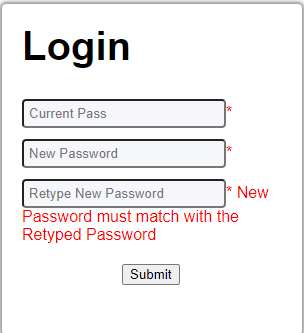 Login
Current Pass *
New Password *
Retype New Password * New
Password must match with the
Retyped Password
Submit